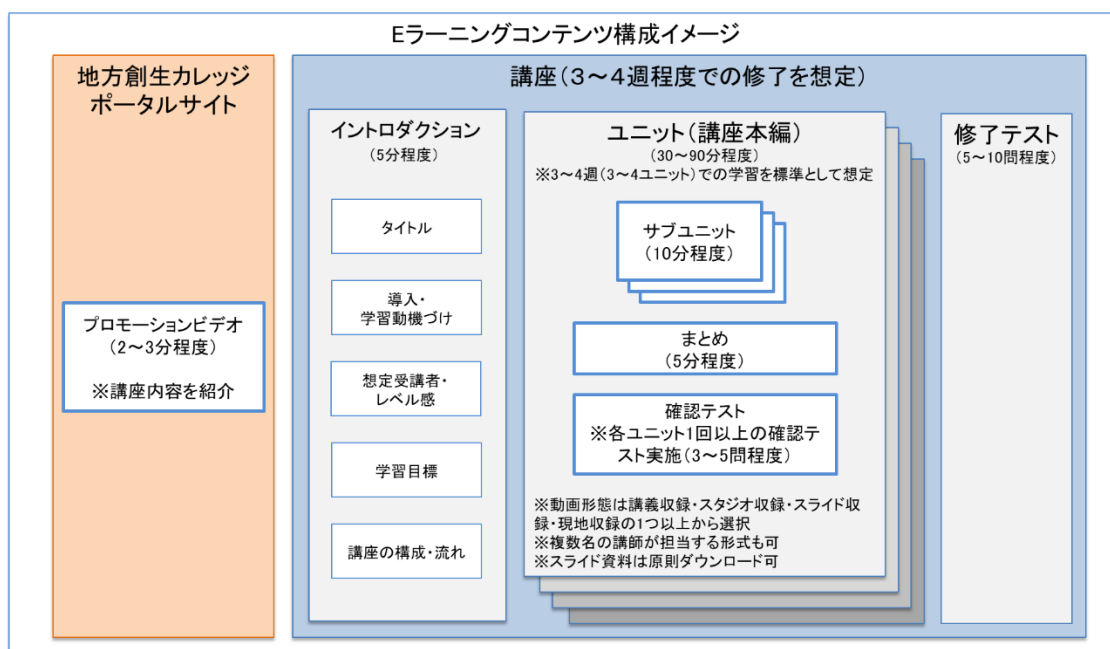 Eラーニングコンテンツ構成イメージ
地方創生カレッジ
ポータルサイト
プロモーションビデオ
(2～3分程度)
※講座内容を紹介
講座(3～4週程度での修了を想定)
イントロダクション
(5分程度)
タイトル
導入・
学習動機づけ
想定受講者・
レベル感
学習目標
講座の構成・流れ
ユニット(講座本編)
(30～90分程度)
※3～4週(3～4ユニット)での学習を標準として想定
サブユニット
(10分程度)
まとめ
(5分程度)
確認テスト
※各ユニット1回以上の確認テ
スト実施(3～5問程度)
※動画形態は講義収録・スタジオ収録・スライド収
録・現地収録の1つ以上から選択
※複数名の講師が担当する形式も可
※スライド資料は原則ダウンロード可
修了テスト
(5～10問程度)